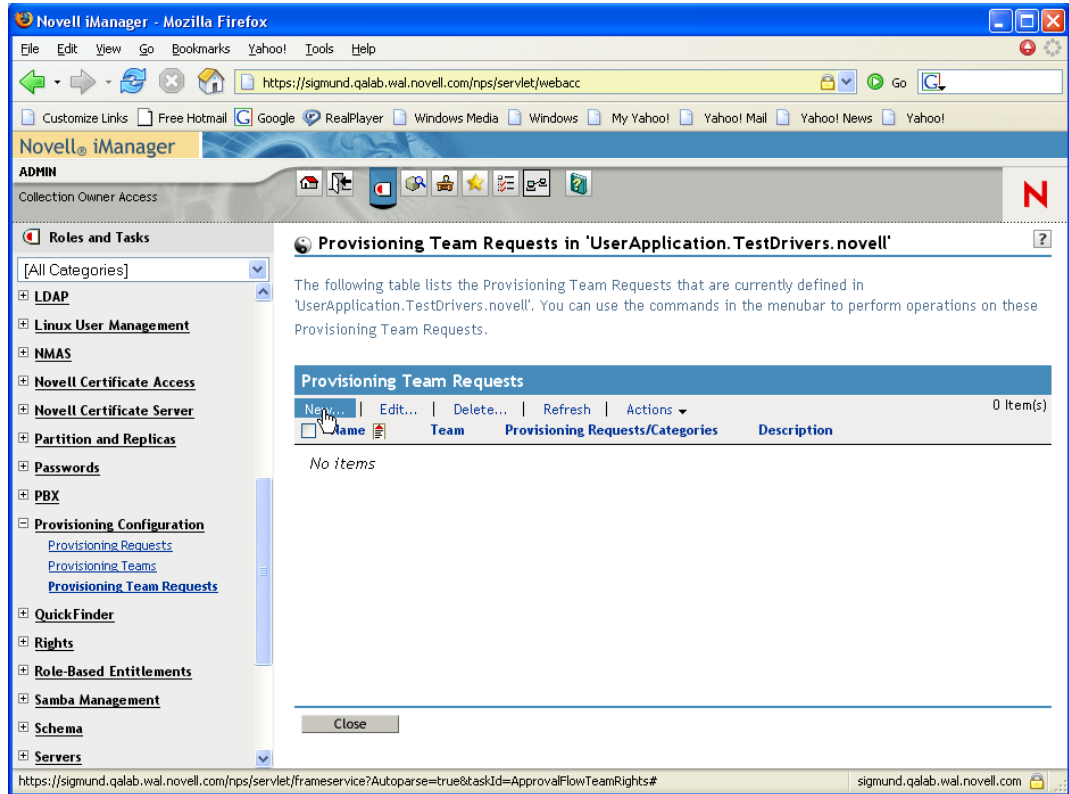 Novell iManager - Mozilla Firefox
File Edit View Go Bookmarks Yahoo! Tools Help
https://sigmund.qalab.wal.novell.com/nps/servlet/webacc
Go
G
Customize Links Free Hotmail Google RealPlayer Windows Media Windows My Yahoo! Yahoo! Mail Yahoo! News Yahoo!
Novell® iManager
ADMIN
Collection Owner Access
N
Roles and Tasks
[All Categories]
LDAP
Linux User Management
NMAS
Novell Certificate Access
Novell Certificate Server
Partition and Replicas
Passwords
PBX
Provisioning Configuration
Provisioning Requests
Provisioning Teams
Provisioning Team Requests
QuickFinder
Rights
Role-Based Entitlements
Samba Management
Schema
Servers
Provisioning Team Requests in 'UserApplication.TestDrivers.novell'
?
The following table lists the Provisioning Team Requests that are currently defined in
'UserApplication.TestDrivers.novell'. You can use the commands in the menubar to perform operations on these
Provisioning Team Requests.
Provisioning Team Requests
New... | Edit... | Delete... | Refresh | Actions
0 Item(s)
Name Team Provisioning Requests/Categories Description
No items
Close
https://sigmund.qalab.wal.novell.com/nps/servlet/frameservice?Autoparse=true&taskId=ApprovalFlowTeamRights#
sigmund.qalab.wal.novell.com